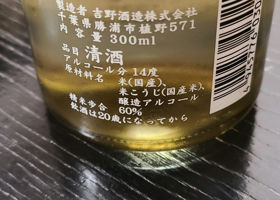 製造者 吉野酒造株式会社
千葉県勝浦市植野571
内容量 300ml
品目 清酒
アルコール分 14度
原材料名 米(国産)、
米こうじ(国産米)、
醸造アルコール
精米歩合 60%
飲酒は20歳になってから